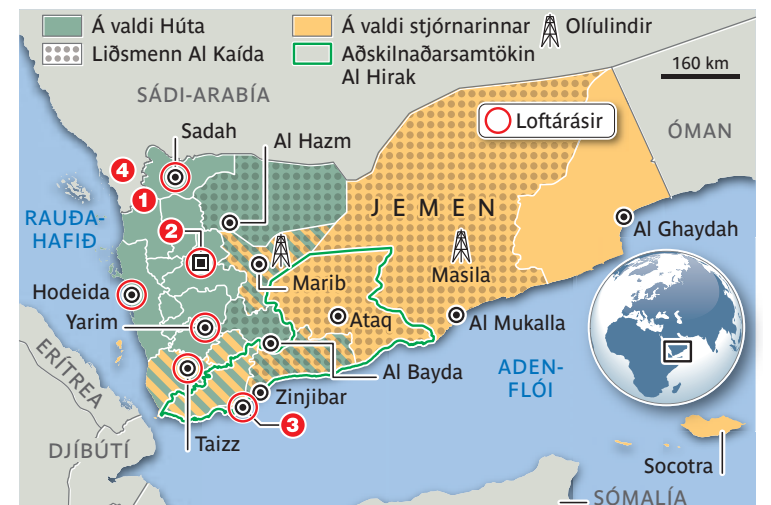 Á valdi Húta
Á valdi stjórnarinnar
Olíulindir
Liðsmenn Al Kaída
Aðskilnaðarsamtökin
Al Hirak
160 km
SÁDI-ARABÍA
Sadah
Al Hazm
Loftárásir
ÓMAN
4
1
RAUÐA-
HAFIÐ
2
JEMEN
Al Ghaydah
Marib
Masila
Hodeida
Yarim
Ataq
Al Mukalla
ERÍTREA
Al Bayda
ADEN-
FLÓI
Zinjibar
3
DJÍBÚTÍ
Taizz
Socotra
SÓMALÍA